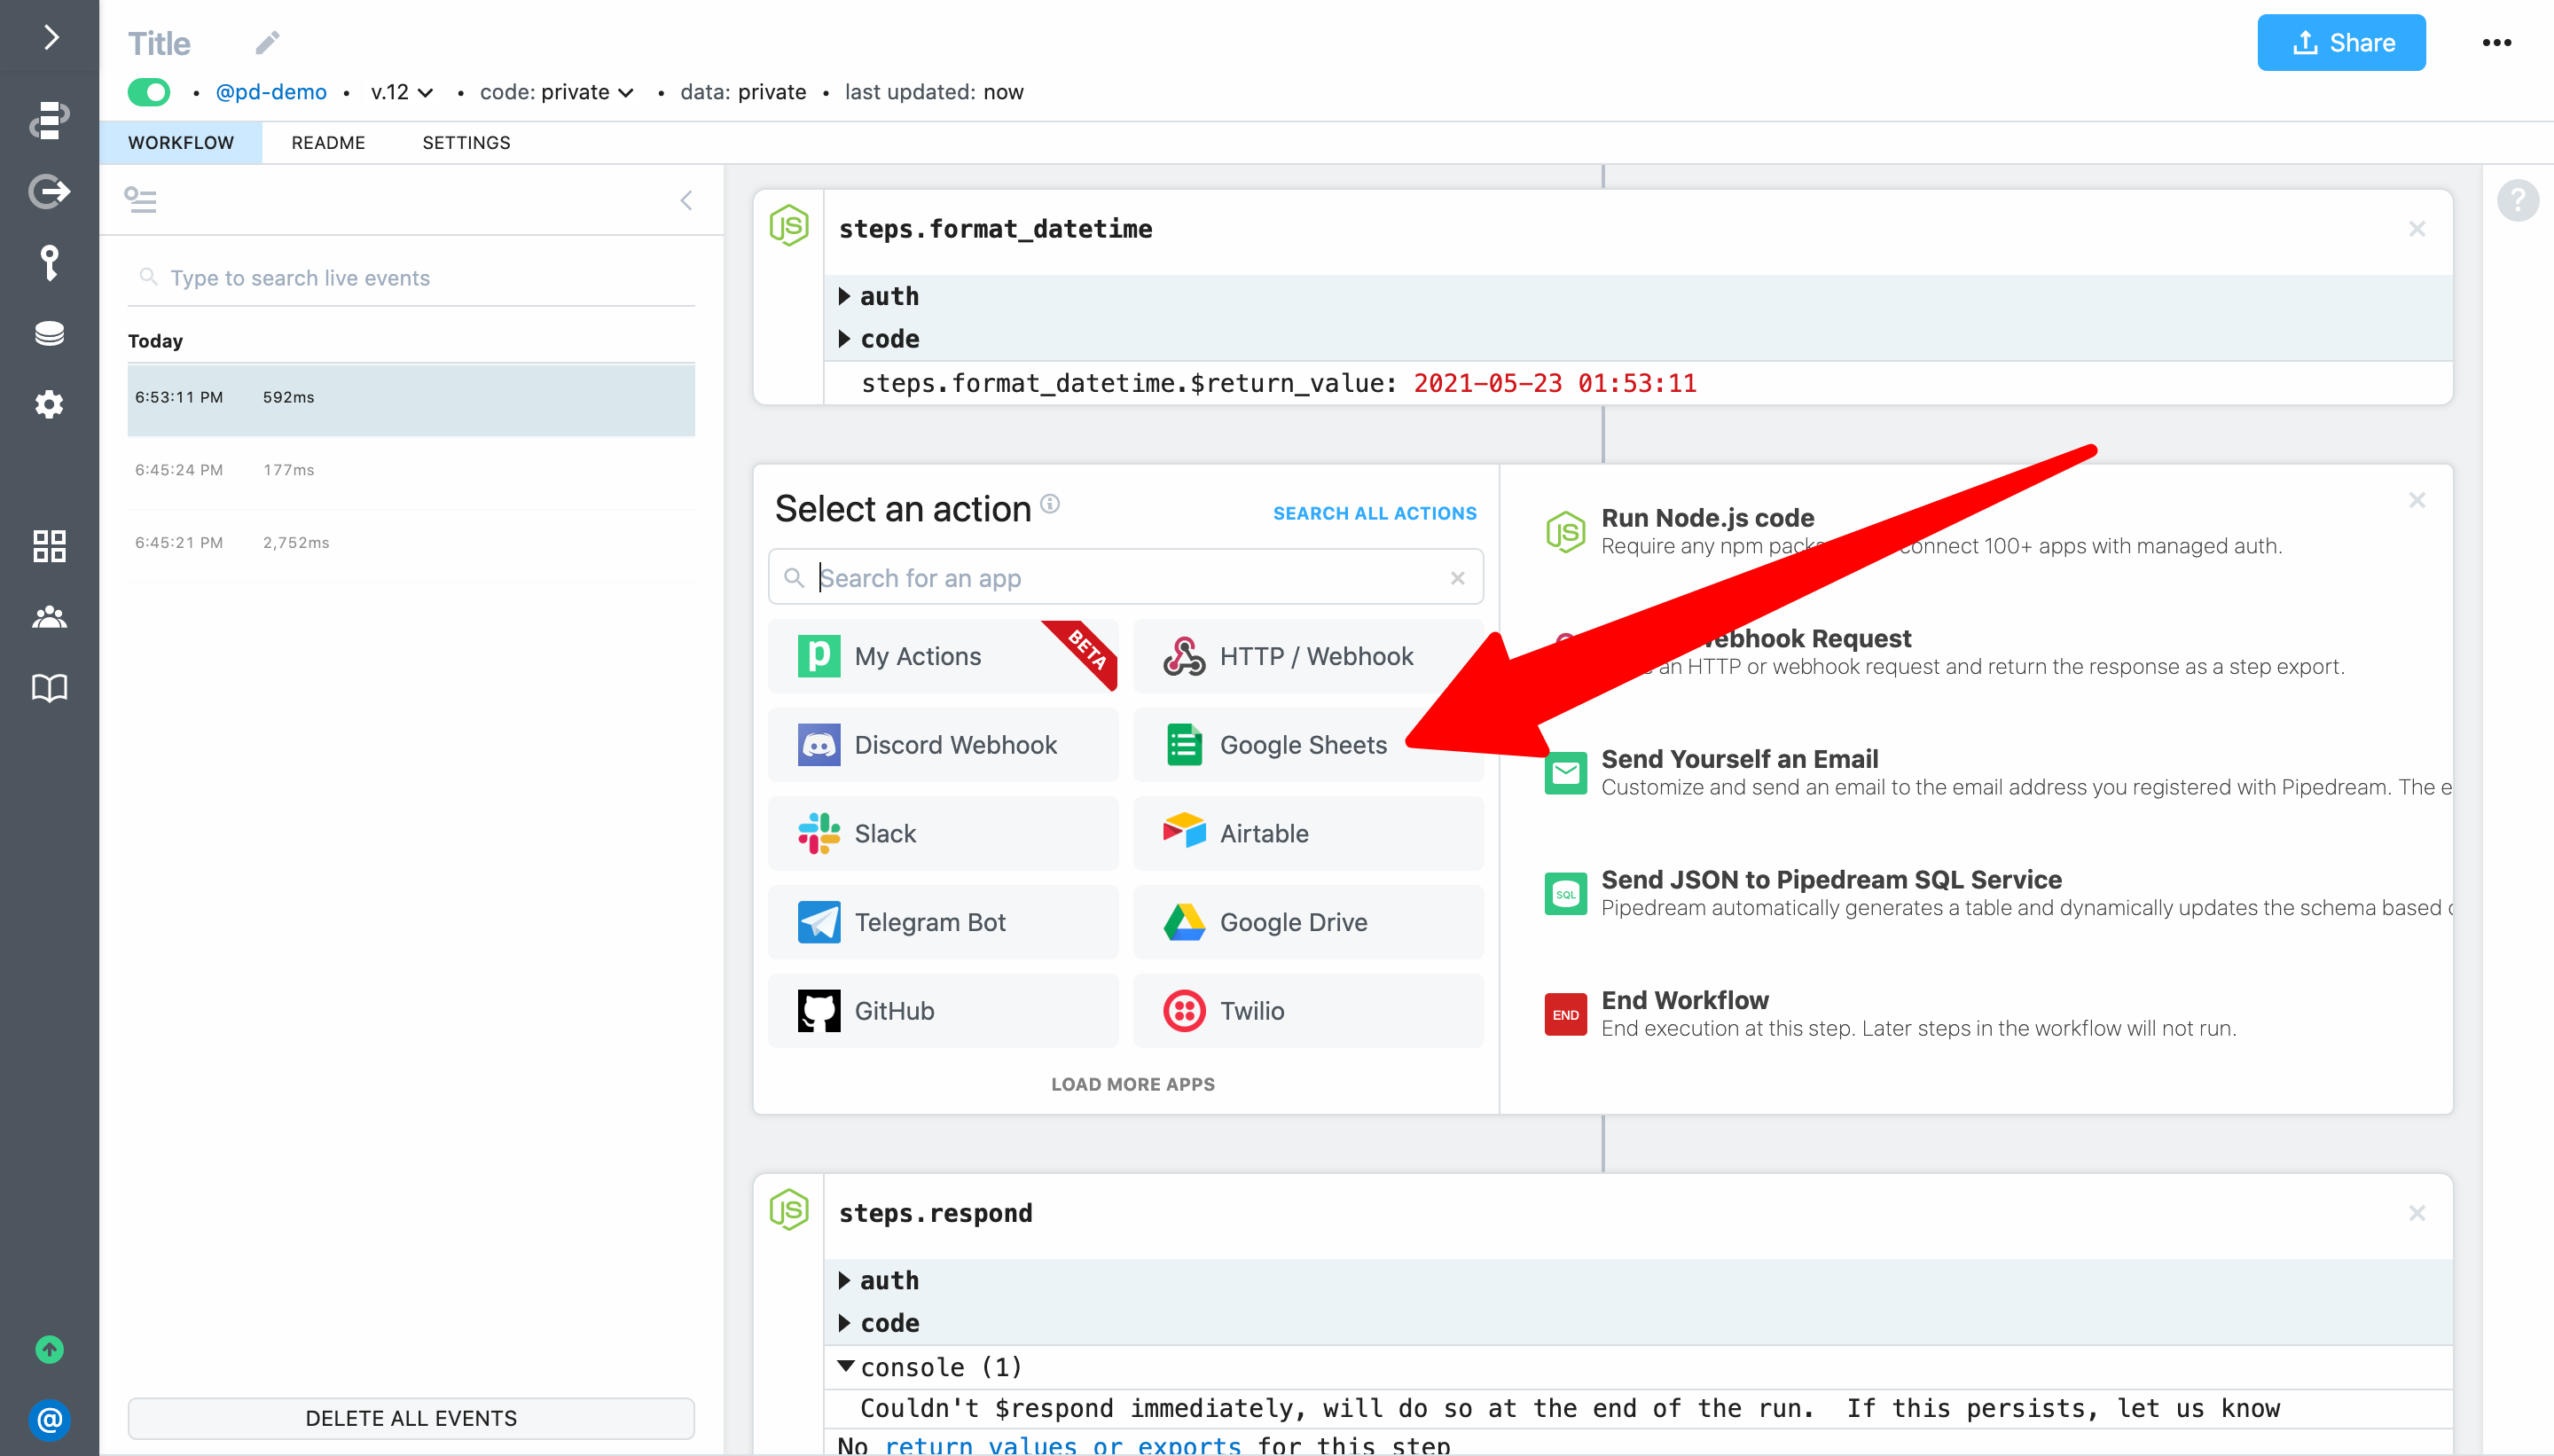 Title
Share
@pd-demo • v.12 • code: private • data: private • last updated: now
WORKFLOW README SETTINGS
Type to search live events
Today
6:53:11 PM 592ms
6:45:24 PM 177ms
6:45:21 PM 2,752ms
DELETE ALL EVENTS
JS
steps.format_datetime
auth
code
steps.format_datetime.$return_value: 2021-05-23 01:53:11
Select an action
SEARCH ALL ACTIONS
Search for an app
My Actions
BETA
HTTP / Webhook
Discord Webhook
Google Sheets
Slack
Airtable
Telegram Bot
Google Drive
GitHub
Twilio
LOAD MORE APPS
JS
Run Node.js code
Require any npm connect 100+ apps with managed auth.
Request
an HTTP or webhook request and return the response as a step export.
Send Yourself an Email
Customize and send an email to the email address you registered with Pipedream. The e
SQL
Send JSON to Pipedream SQL Service
Pipedream automatically generates a table and dynamically updates the schema based
END
End Workflow
End execution at this step. Later steps in the workflow will not run.
JS
steps.respond
auth
code
console (1)
Couldn't $respond immediately, will do so at the end of the run. If this persists, let us know
No return values or exports for this step